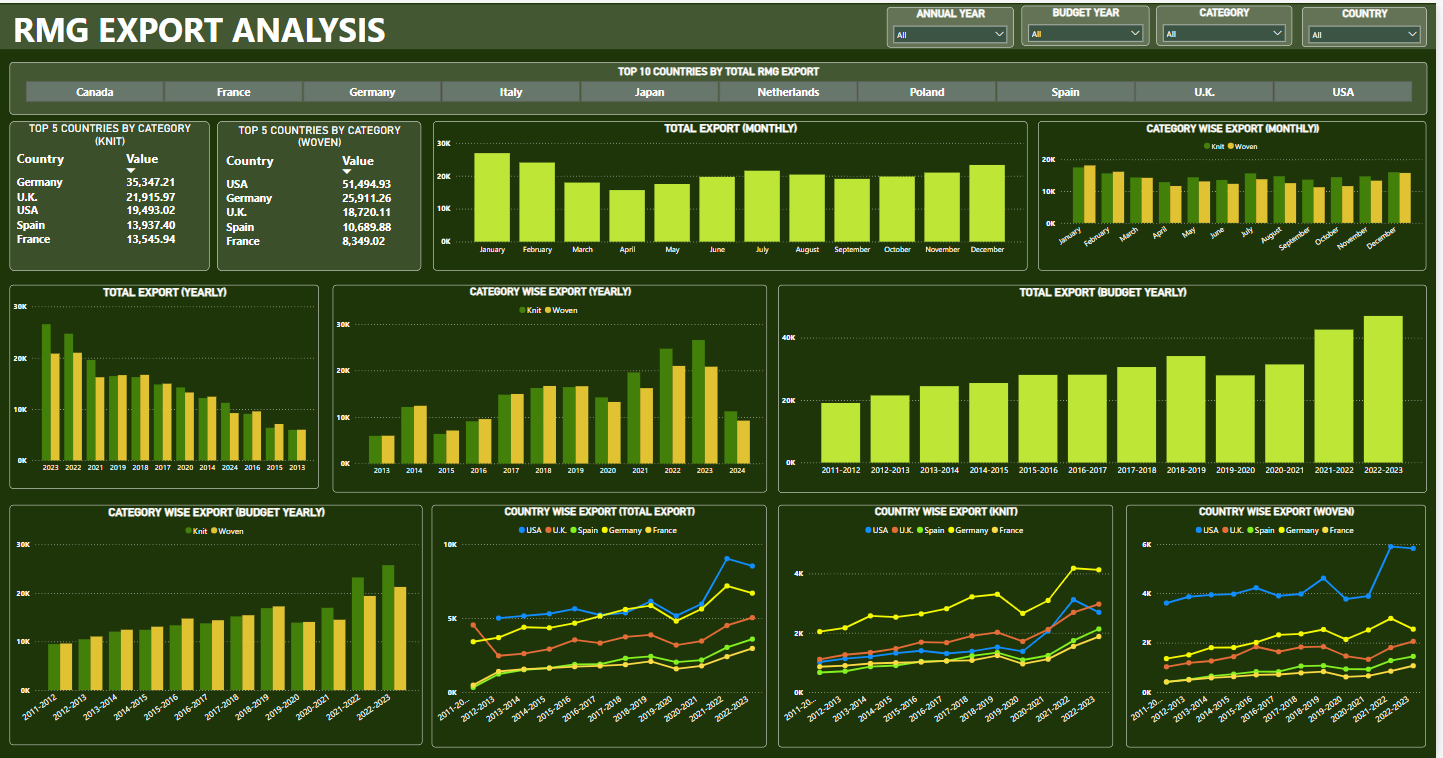 RMG EXPORT ANALYSIS
ANNUAL YEAR
All
BUDGET YEAR
All
CATEGORY
All
COUNTRY
All
TOP 10 COUNTRIES BY TOTAL RMG EXPORT
Canada France Germany Italy Japan Netherlands Poland Spain U.K. USA
TOP 5 COUNTRIES BY CATEGORY
(KNIT)
Country Value
Germany 35,347.21
U.K. 21,915.97
USA 19,493.02
Spain 13,937.40
France 13,545.94
TOP 5 COUNTRIES BY CATEGORY
(WOVEN)
Country Value
USA 51,494.93
Germany 25,911.26
U.K. 18,720.11
Spain 10,689.88
France 8,349.02
TOTAL EXPORT (MONTHLY)
30K
20K
10K
0K
January February March April May June July August September October November December
CATEGORY WISE EXPORT (MONTHLY))
Knit Woven
20K
10K
0K
January February March April May June July August September October November December
TOTAL EXPORT (YEARLY)
30K
20K
10K
0K
2023 2022 2021 2019 2018 2017 2020 2014 2024 2016 2015 2013
CATEGORY WISE EXPORT (YEARLY)
Knit Woven
30K
20K
10K
0K
2013 2014 2015 2016 2017 2018 2019 2020 2021 2022 2023 2024
TOTAL EXPORT (BUDGET YEARLY)
40K
20K
0K
2011-2012 2012-2013 2013-2014 2014-2015 2015-2016 2016-2017 2017-2018 2018-2019 2019-2020 2020-2021 2021-2022 2022-2023
CATEGORY WISE EXPORT (BUDGET YEARLY)
Knit Woven
30K
20K
10K
0K
2011-2012 2012-2013 2013-2014 2014-2015 2015-2016 2016-2017 2017-2018 2018-2019 2019-2020 2020-2021 2021-2022 2022-2023
COUNTRY WISE EXPORT (TOTAL EXPORT)
USA U.K. Spain Germany France
10K
5K
0K
2011-20... 2012-2013 2013-2014 2014-2015 2015-2016 2016-2017 2017-2018 2018-2019 2019-2020 2020-2021 2021-2022 2022-2023
COUNTRY WISE EXPORT (KNIT)
USA U.K. Spain Germany France
4K
2K
0K
2011-20... 2012-2013 2013-2014 2014-2015 2015-2016 2016-2017 2017-2018 2018-2019 2019-2020 2020-2021 2021-2022 2022-2023
COUNTRY WISE EXPORT (WOVEN)
USA U.K. Spain Germany France
6K
4K
2K
0K
2011-20... 2012-2013 2013-2014 2014-2015 2015-2016 2016-2017 2017-2018 2018-2019 2019-2020 2020-2021 2021-2022 2022-2023